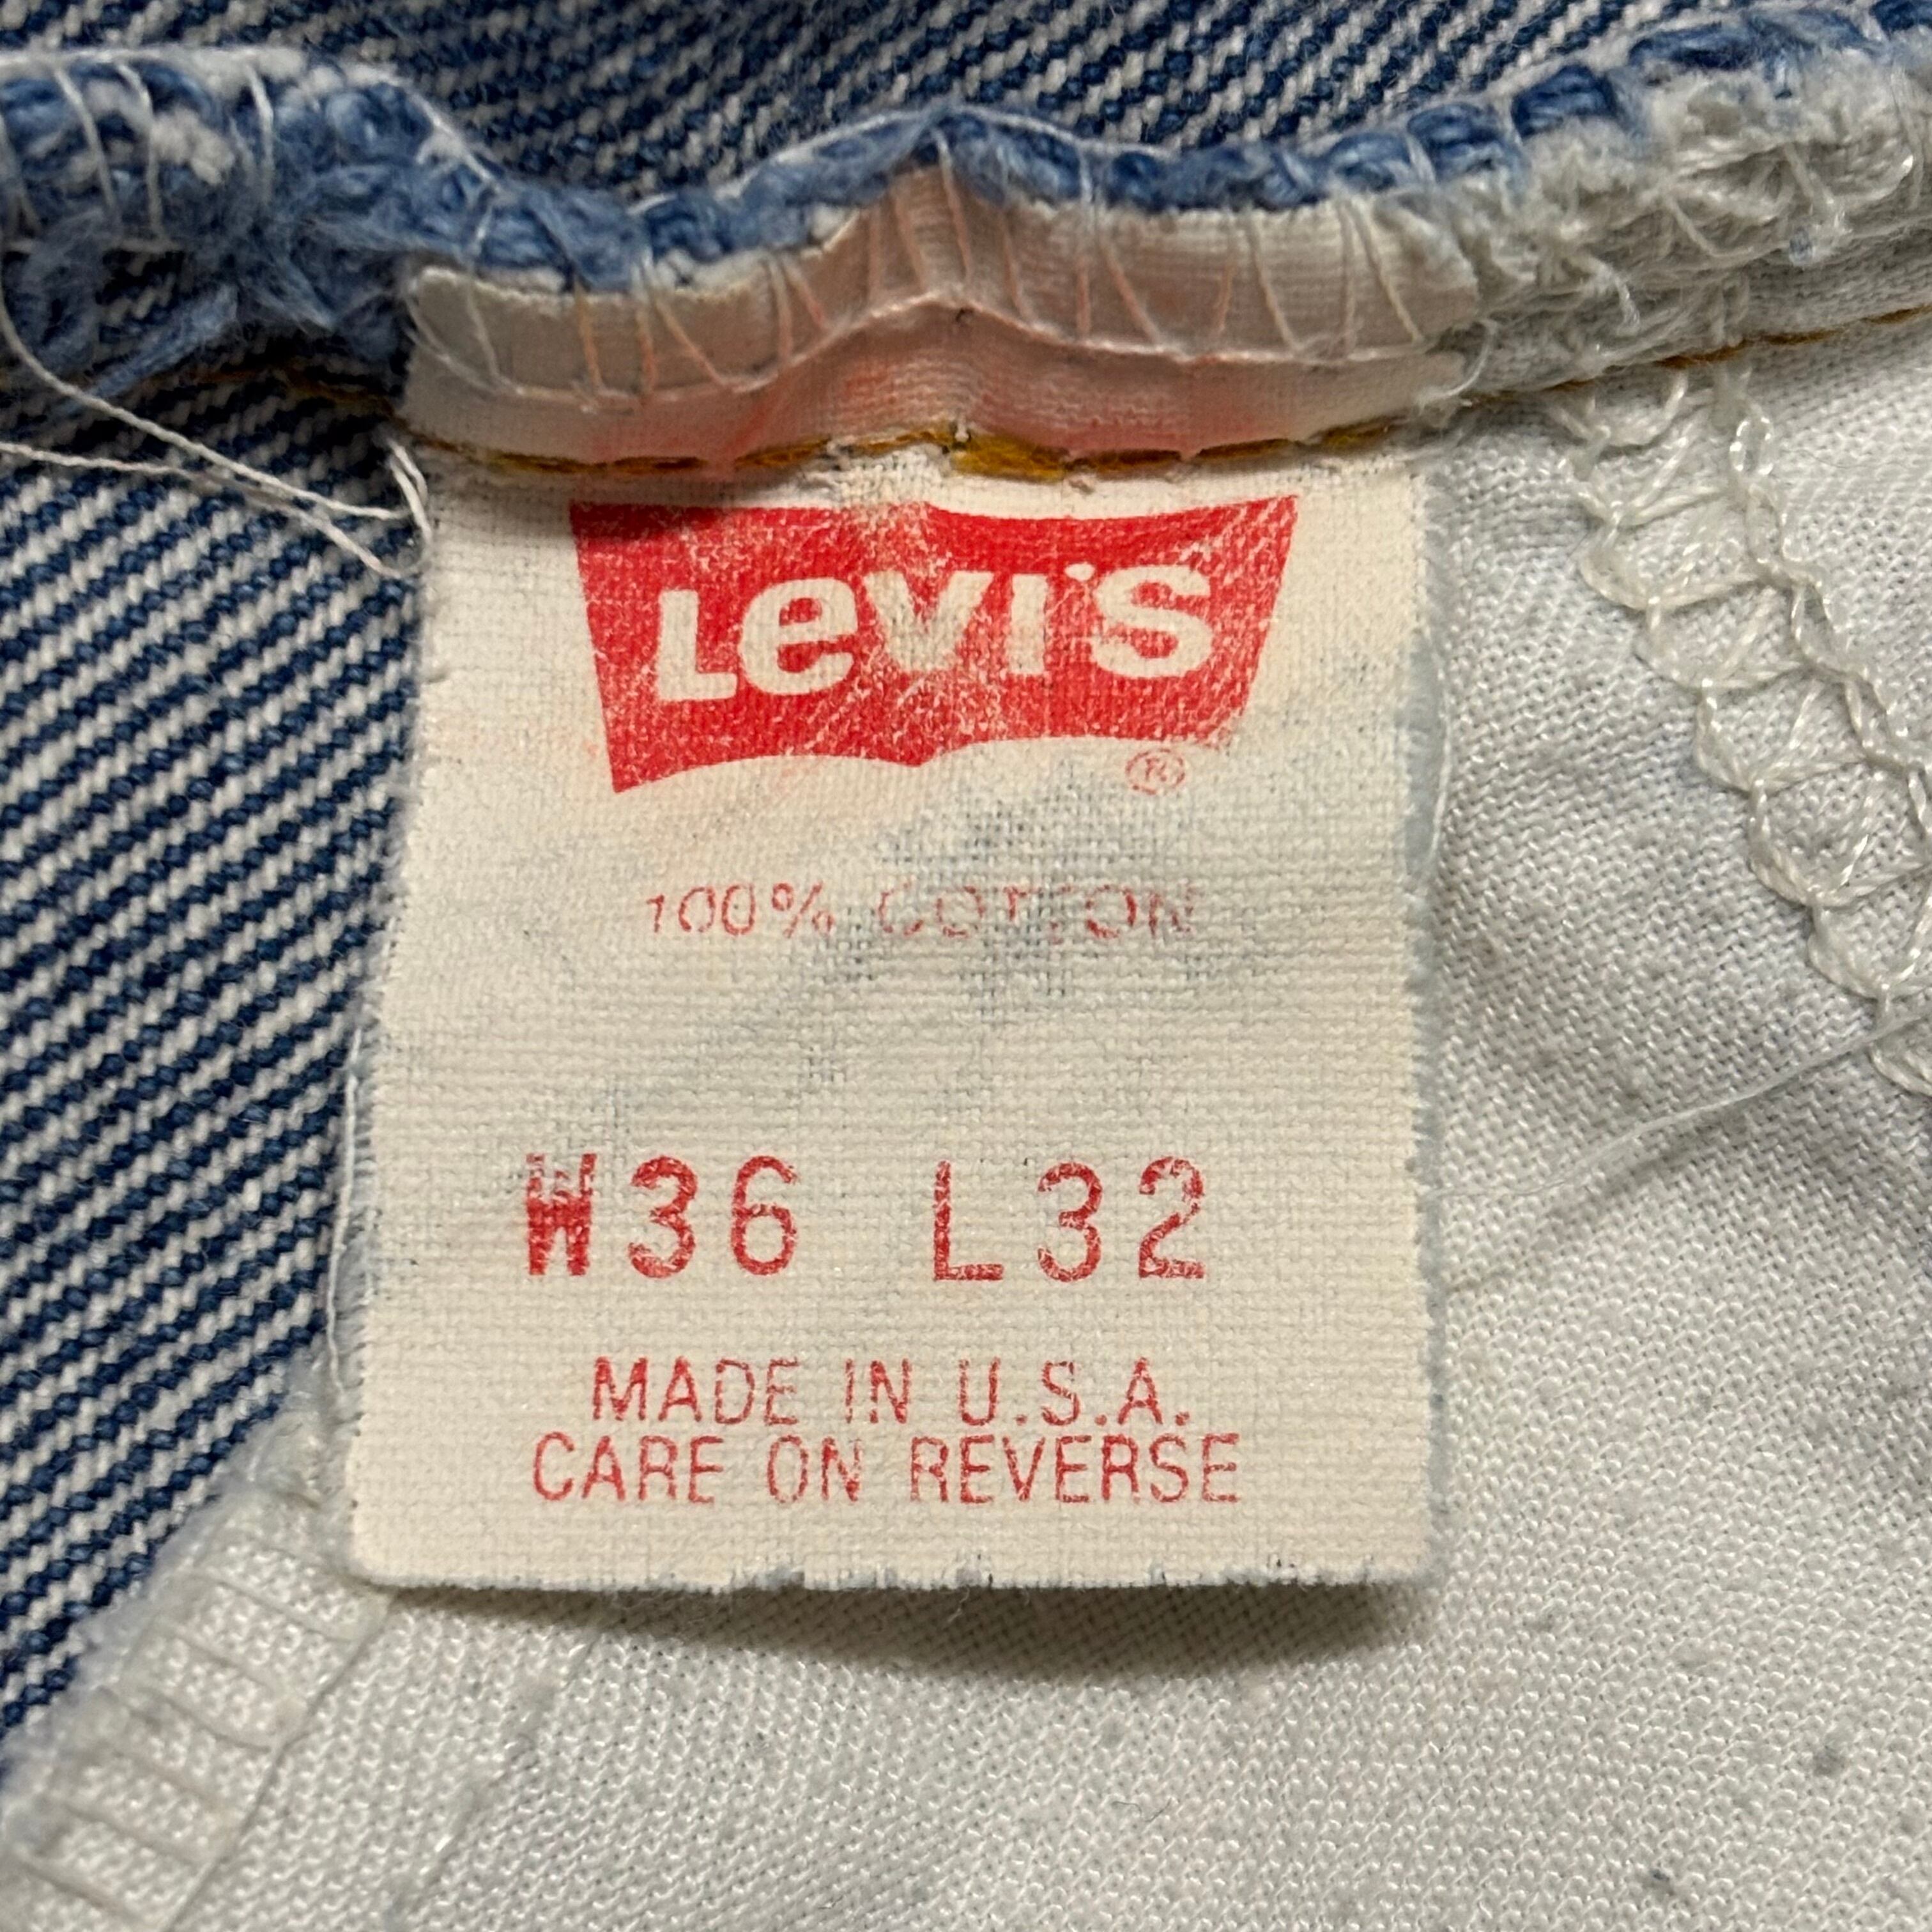 LEVI'S
®
100% COTTON
W36 L32
MADE IN U.S.A.
CARE ON REVERSE